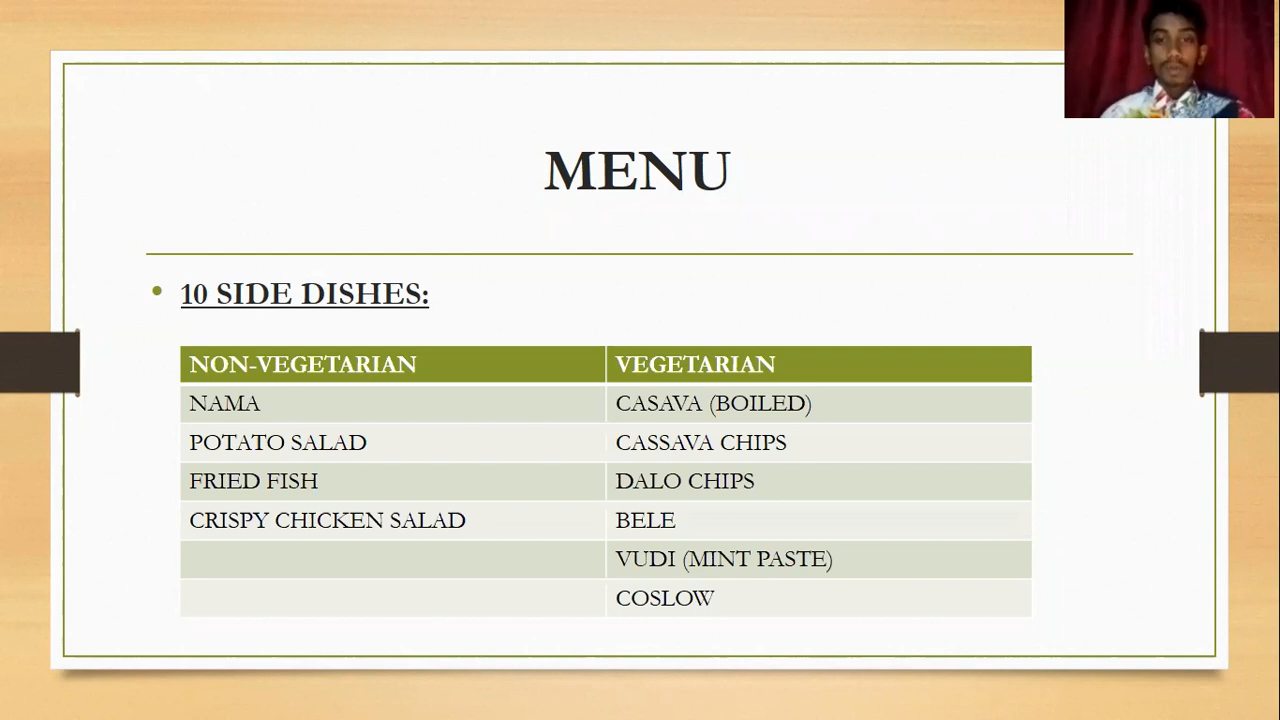 MENU
10 SIDE DISHES:
NON-VEGETARIAN VEGETARIAN
NAMA CASAVA (BOILED)
POTATO SALAD CASSAVA CHIPS
FRIED FISH DALO CHIPS
CRISPY CHICKEN SALAD BELE
VUDI (MINT PASTE)
COSLOW